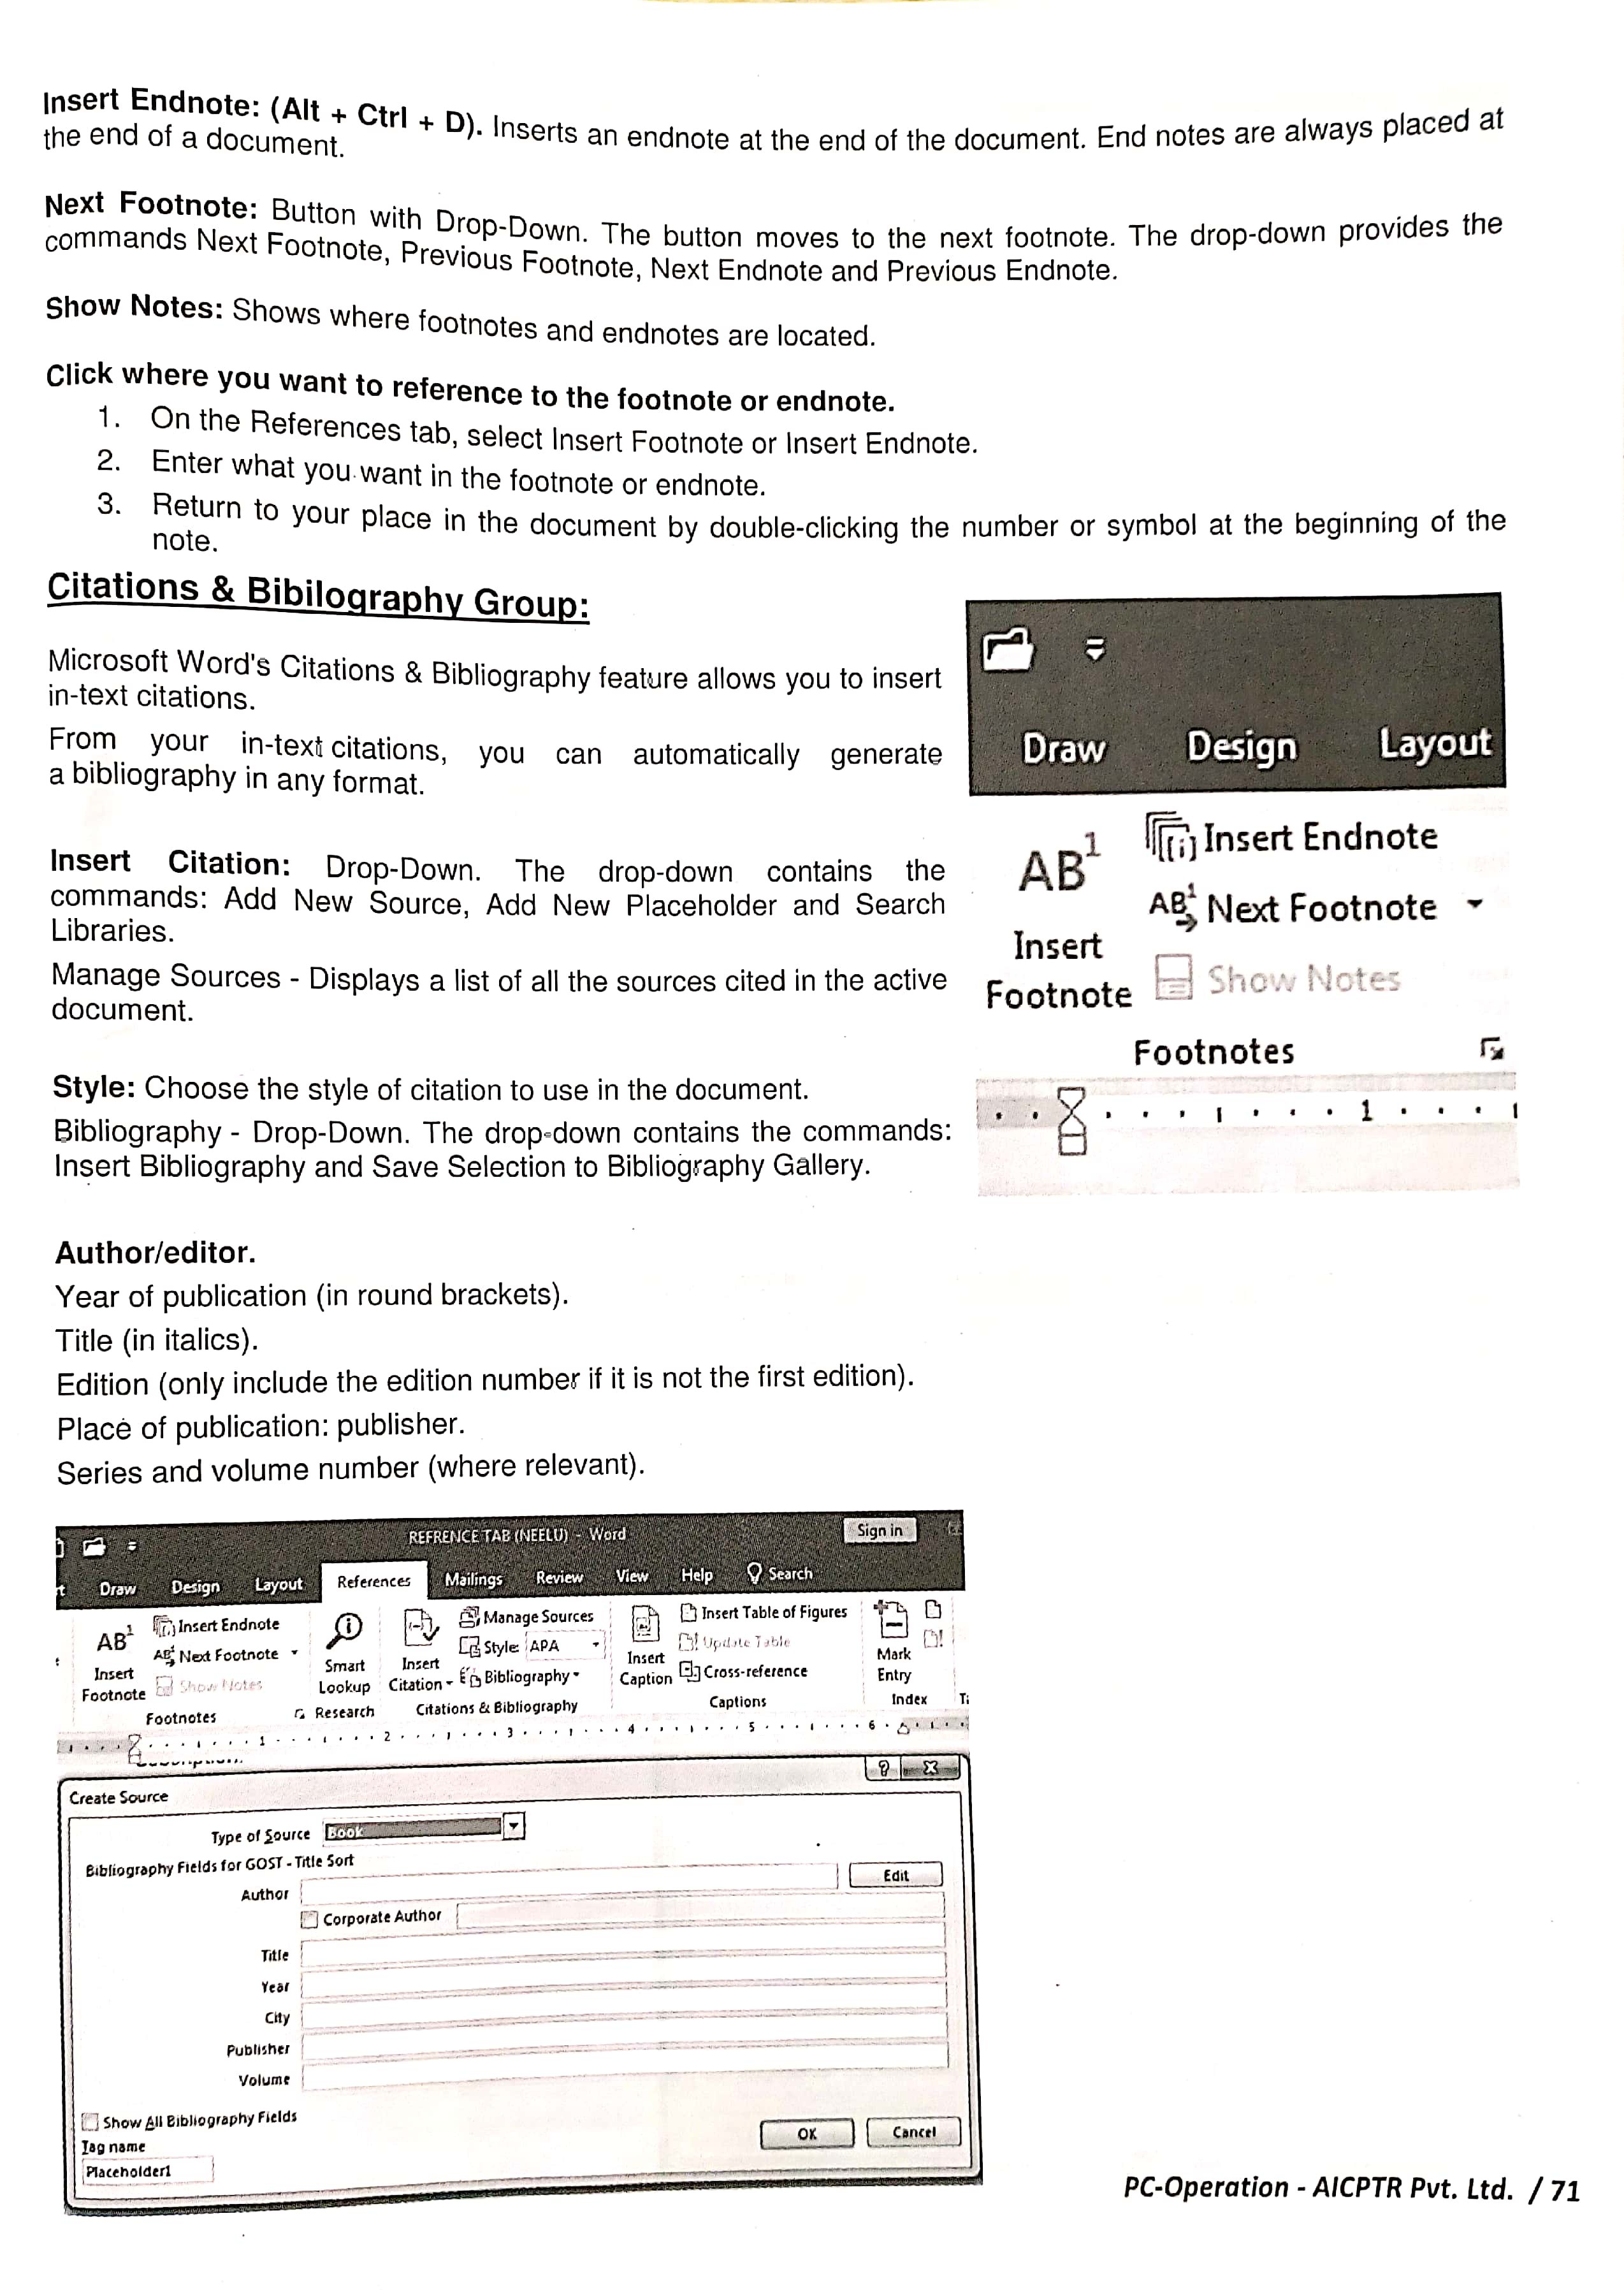 Insert Endnote: (Alt + Ctrl + D). Inserts an endnote at the end of the document. End notes are always placed at
the end of a document.
Next Footnote: Button with Drop-Down. The button moves to the next footnote. The drop-down provides the
commands Next Footnote, Previous Footnote, Next Endnote and Previous Endnote.
Show Notes: Shows where footnotes and endnotes are located.
Click where you want to reference to the footnote or endnote.
1. On the References tab, select Insert Footnote or Insert Endnote.
2. Enter what you want in the footnote or endnote.
3. Return to your place in the document by double-clicking the number or symbol at the beginning of the
note.
Citations & Bibilography Group:
Microsoft Word's Citations & Bibliography feature allows you to insert
in-text citations.
From your in-text citations, you can automatically generate
a bibliography in any format.
Insert Citation: Drop-Down. The drop-down contains the
commands: Add New Source, Add New Placeholder and Search
Libraries.
Manage Sources - Displays a list of all the sources cited in the active
document.
Style: Choose the style of citation to use in the document.
Bibliography - Drop-Down. The drop-down contains the commands:
Insert Bibliography and Save Selection to Bibliography Gallery.
Draw Design Layout
AB1 Insert Endnote
AB1 Next Footnote
Insert
Footnote
Show Notes
Footnotes
1
Author/editor.
Year of publication (in round brackets).
Title (in italics).
Edition (only include the edition number if it is not the first edition).
Place of publication: publisher.
Series and volume number (where relevant).
REFRENCE TAB (NEELU) - Word Sign in
Draw Design Layout References Mailings Review View Help Search
AB1 Insert Endnote
AB1 Next Footnote
Insert
Footnote
Show Notes
Footnotes
Smart
Lookup
Research
Insert
Citation
Manage Sources
Style: APA
Bibliography
Citations & Bibliography
Insert
Caption
Insert Table of Figures
Update Table
Cross-reference
Captions
Mark
Entry
Index
1 2 3 4 5 6
Create Source
Type of Source Book
Bibliography Fields for GOST - Title Sort
Author Edit
Corporate Author
Title
Year
City
Publisher
Volume
Show All Bibliography Fields
Tag name
Placeholder1
OK Cancel
PC-Operation - AICPTR Pvt. Ltd. / 71